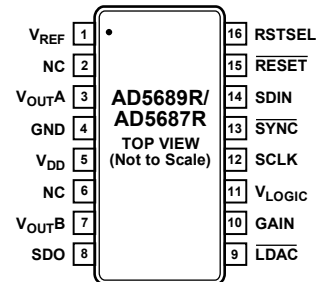 VREF 1
NC 2
VOUTA 3
GND 4
VDD 5
NC 6
VOUTB 7
SDO 8
AD5689R/
AD5687R
TOP VIEW
(Not to Scale)
16 RSTSEL
15 RESET
14 SDIN
13 SYNC
12 SCLK
11 VLOGIC
10 GAIN
9 LDAC